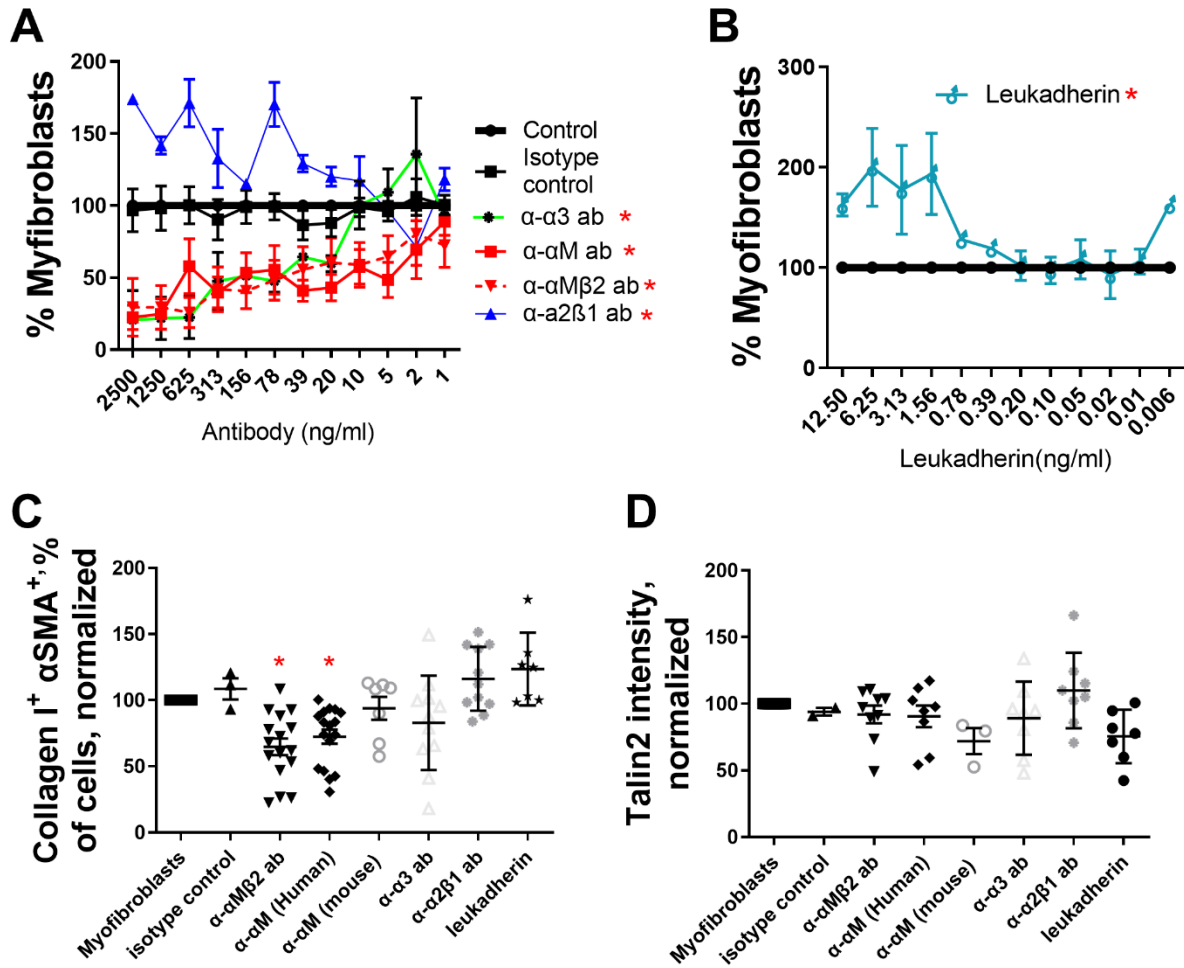 A
% Myfibroblasts
200
150
100
50
0
2500
1250
625
313
156
78
39
20
10
5
2
1
Antibody (ng/ml)
Control
Isotype
control
α-α3 ab *
α-αM ab *
α-αMβ2 ab *
α-a2ß1 ab *
B
% Myofibroblasts
300
200
100
0
Leukadherin *
12.50
6.25
3.13
1.56
0.78
0.39
0.20
0.10
0.05
0.02
0.01
0.006
Leukadherin(ng/ml)
C
Collagen I+ αSMA+, %
of cells, normalized
200
150
100
50
0
*
*
Myofibroblasts
isotype control
α-αMβ2 ab
α-αM (Human)
α-αM (mouse)
α-α3 ab
α-α2β1 ab
leukadherin
D
Talin2 intensity,
normalized
200
150
100
50
0
Myofibroblasts
isotype control
α-αMβ2 ab
α-αM (Human)
α-αM (mouse)
α-α3 ab
α-α2β1 ab
leukadherin